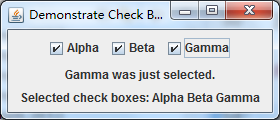 Demonstrate Check B...
Alpha Beta Gamma
Gamma was just selected.
Selected check boxes: Alpha Beta Gamma